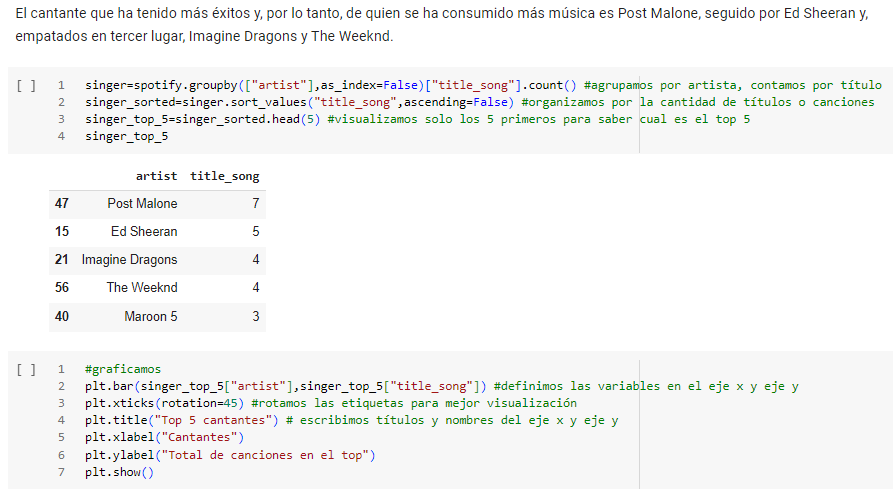 El cantante que ha tenido más éxitos y, por lo tanto, de quien se ha consumido más música es Post Malone, seguido por Ed Sheeran y,
empatados en tercer lugar, Imagine Dragons y The Weeknd.
[ ] 1 singer=spotify.groupby(["artist"],as_index=False)["title_song"].count() #agrupamos por artista, contamos por título
2 singer_sorted=singer.sort_values("title_song",ascending=False) #organizamos por la cantidad de títulos o canciones
3 singer_top_5=singer_sorted.head(5) #visualizamos solo los 5 primeros para saber cual es el top 5
4 singer_top_5
artist title_song
47 Post Malone 7
15 Ed Sheeran 5
21 Imagine Dragons 4
56 The Weeknd 4
40 Maroon 5 3
[ ] 1 #graficamos
2 plt.bar(singer_top_5["artist"],singer_top_5["title_song"]) #definimos las variables en el eje x y eje y
3 plt.xticks(rotation=45) #rotamos las etiquetas para mejor visualización
4 plt.title("Top 5 cantantes") # escribimos títulos y nombres del eje x y eje y
5 plt.xlabel("Cantantes")
6 plt.ylabel("Total de canciones en el top")
7 plt.show()